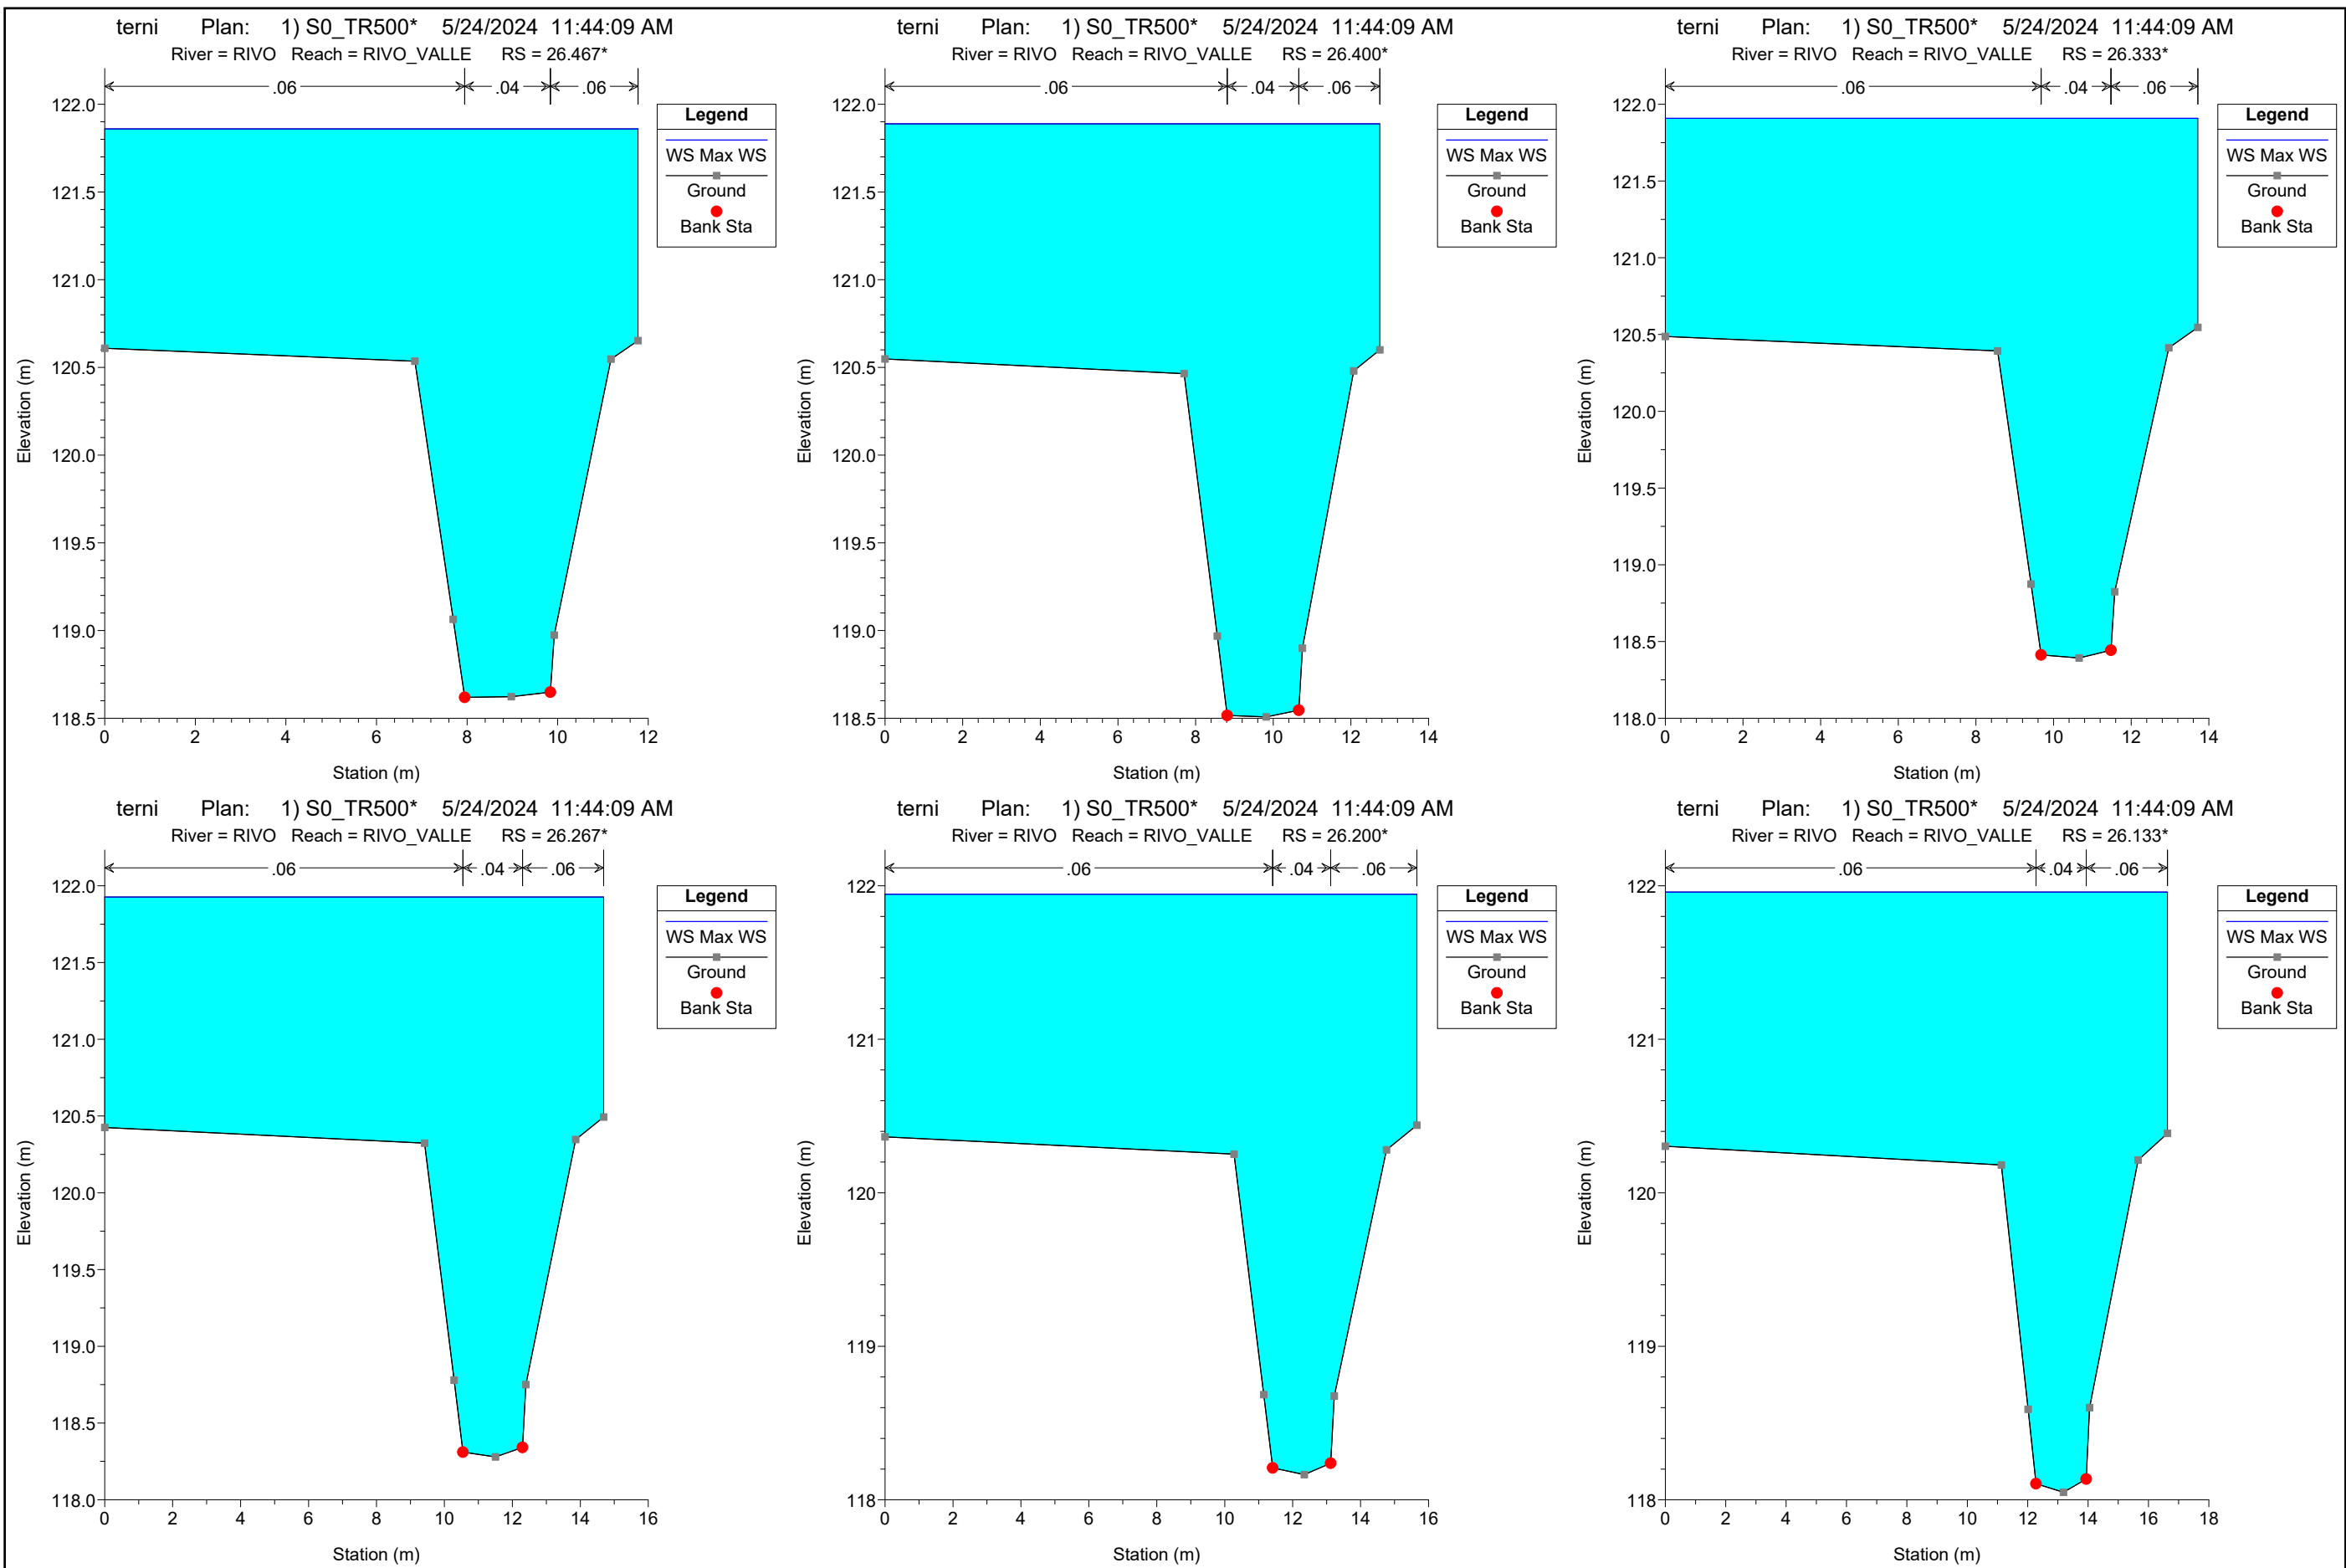 terni Plan: 1) S0_TR500* 5/24/2024 11:44:09 AM
River = RIVO Reach = RIVO_VALLE RS = 26.467*
.06 .04 .06
122.0
121.5
121.0
120.5
120.0
119.5
119.0
118.5
0 2 4 6 8 10 12
Station (m)
Elevation (m)
Legend
WS Max WS
Ground
Bank Sta
terni Plan: 1) S0_TR500* 5/24/2024 11:44:09 AM
River = RIVO Reach = RIVO_VALLE RS = 26.400*
.06 .04 .06
122.0
121.5
121.0
120.5
120.0
119.5
119.0
118.5
0 2 4 6 8 10 12 14
Station (m)
Elevation (m)
Legend
WS Max WS
Ground
Bank Sta
terni Plan: 1) S0_TR500* 5/24/2024 11:44:09 AM
River = RIVO Reach = RIVO_VALLE RS = 26.333*
.06 .04 .06
122.0
121.5
121.0
120.5
120.0
119.5
119.0
118.5
118.0
0 2 4 6 8 10 12 14
Station (m)
Elevation (m)
Legend
WS Max WS
Ground
Bank Sta
terni Plan: 1) S0_TR500* 5/24/2024 11:44:09 AM
River = RIVO Reach = RIVO_VALLE RS = 26.267*
.06 .04 .06
122.0
121.5
121.0
120.5
120.0
119.5
119.0
118.5
118.0
0 2 4 6 8 10 12 14 16
Station (m)
Elevation (m)
Legend
WS Max WS
Ground
Bank Sta
terni Plan: 1) S0_TR500* 5/24/2024 11:44:09 AM
River = RIVO Reach = RIVO_VALLE RS = 26.200*
.06 .04 .06
122
121
120
119
118
0 2 4 6 8 10 12 14 16
Station (m)
Elevation (m)
Legend
WS Max WS
Ground
Bank Sta
terni Plan: 1) S0_TR500* 5/24/2024 11:44:09 AM
River = RIVO Reach = RIVO_VALLE RS = 26.133*
.06 .04 .06
122
121
120
119
118
0 2 4 6 8 10 12 14 16 18
Station (m)
Elevation (m)
Legend
WS Max WS
Ground
Bank Sta